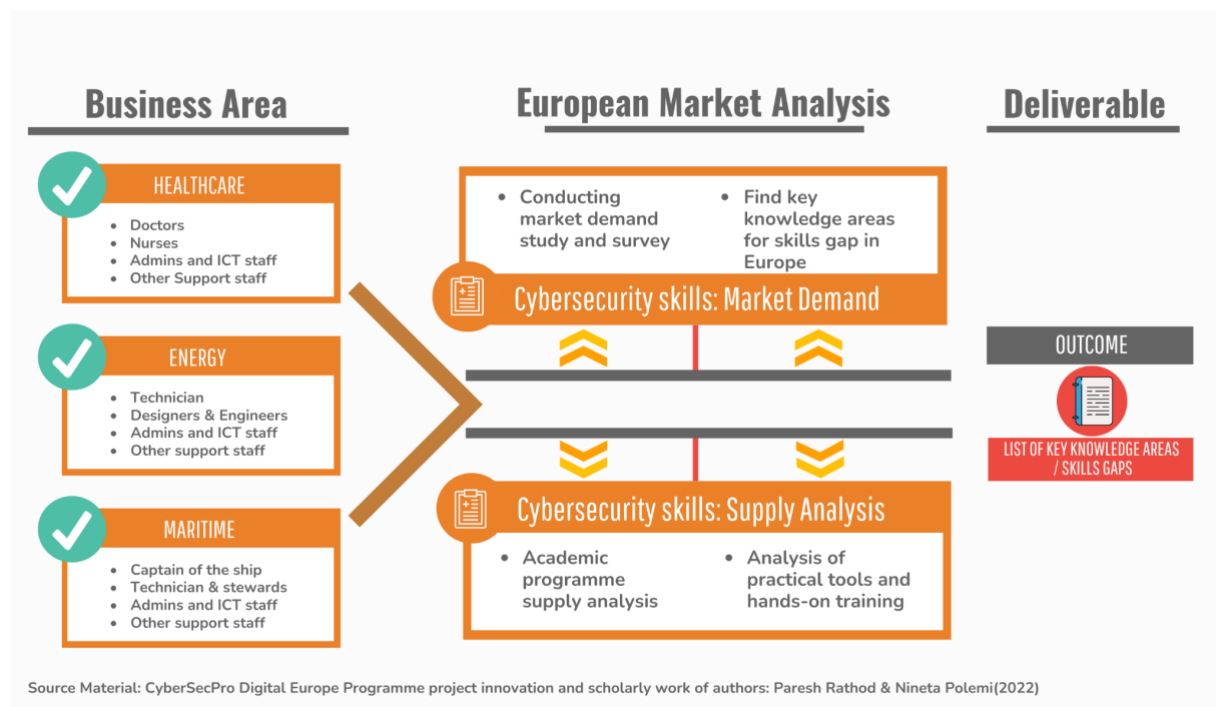 Business Area
European Market Analysis
Deliverable
HEALTHCARE
• Doctors
• Nurses
• Admins and ICT staff
• Other Support staff
ENERGY
• Technician
• Designers & Engineers
• Admins and ICT staff
• Other support staff
MARITIME
• Captain of the ship
• Technician & stewards
• Admins and ICT staff
• Other support staff
• Conducting
market demand
study and survey
• Find key
knowledge areas
for skills gap in
Europe
Cybersecurity skills: Market Demand
Cybersecurity skills: Supply Analysis
• Academic
programme
supply analysis
• Analysis of
practical tools and
hands-on training
OUTCOME
LIST OF KEY KNOWLEDGE AREAS
/ SKILLS GAPS
Source Material: CyberSecPro Digital Europe Programme project innovation and scholarly work of authors: Paresh Rathod & Nineta Polemi(2022)